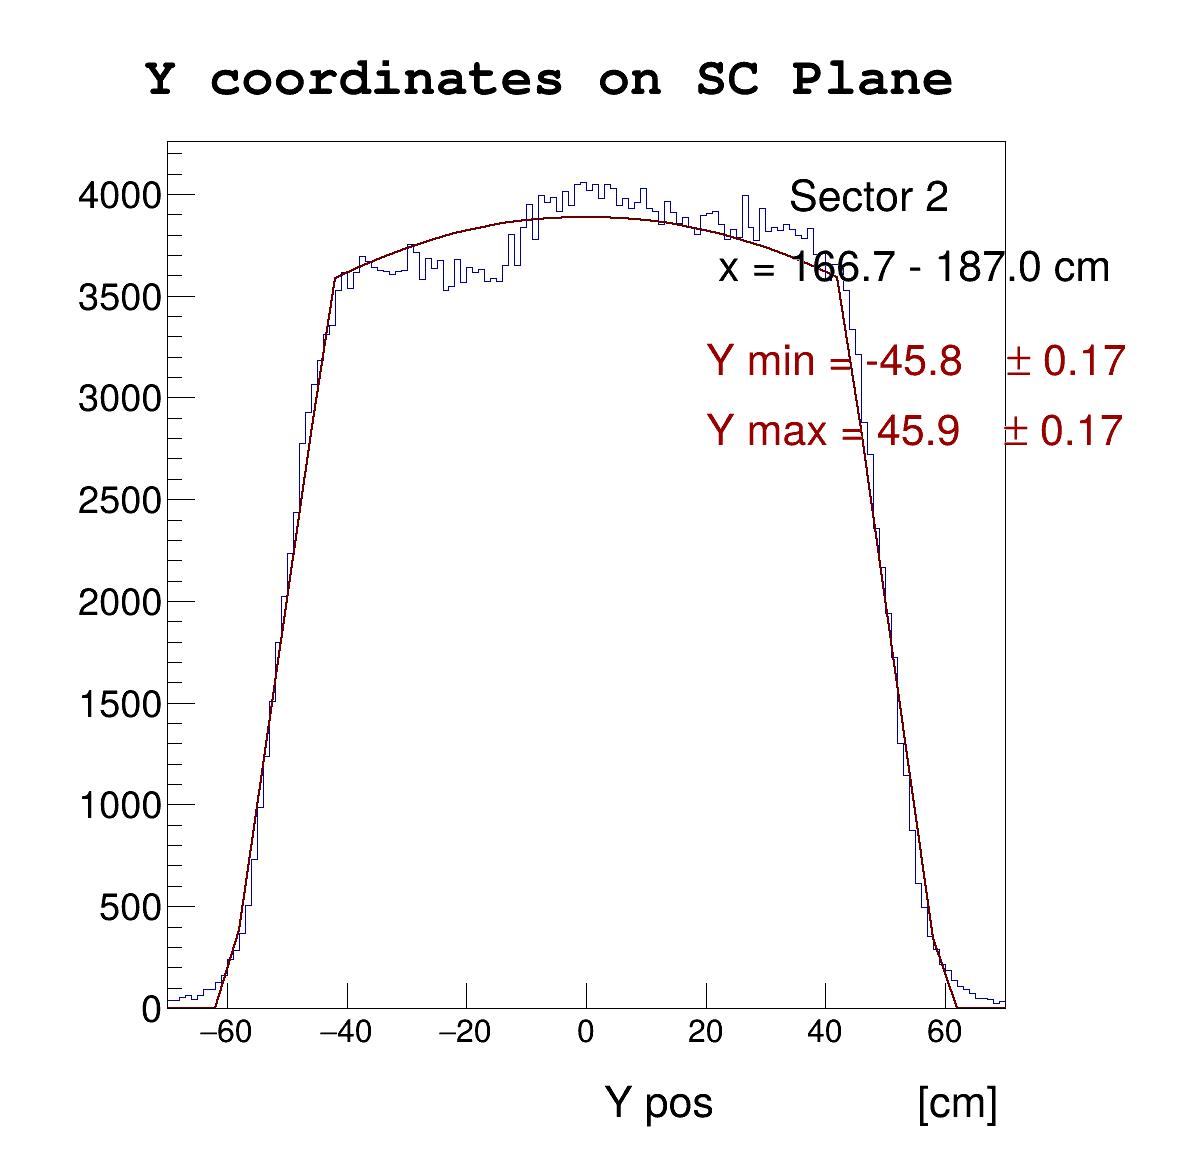 Y coordinates on SC Plane
4000
3500
3000
2500
2000
1500
1000
500
0
Sector 2
x = 166.7 - 187.0 cm
Y min = -45.8 ± 0.17
Y max = 45.9 ± 0.17
−60 −40 −20 0 20 40 60
Y pos [cm]